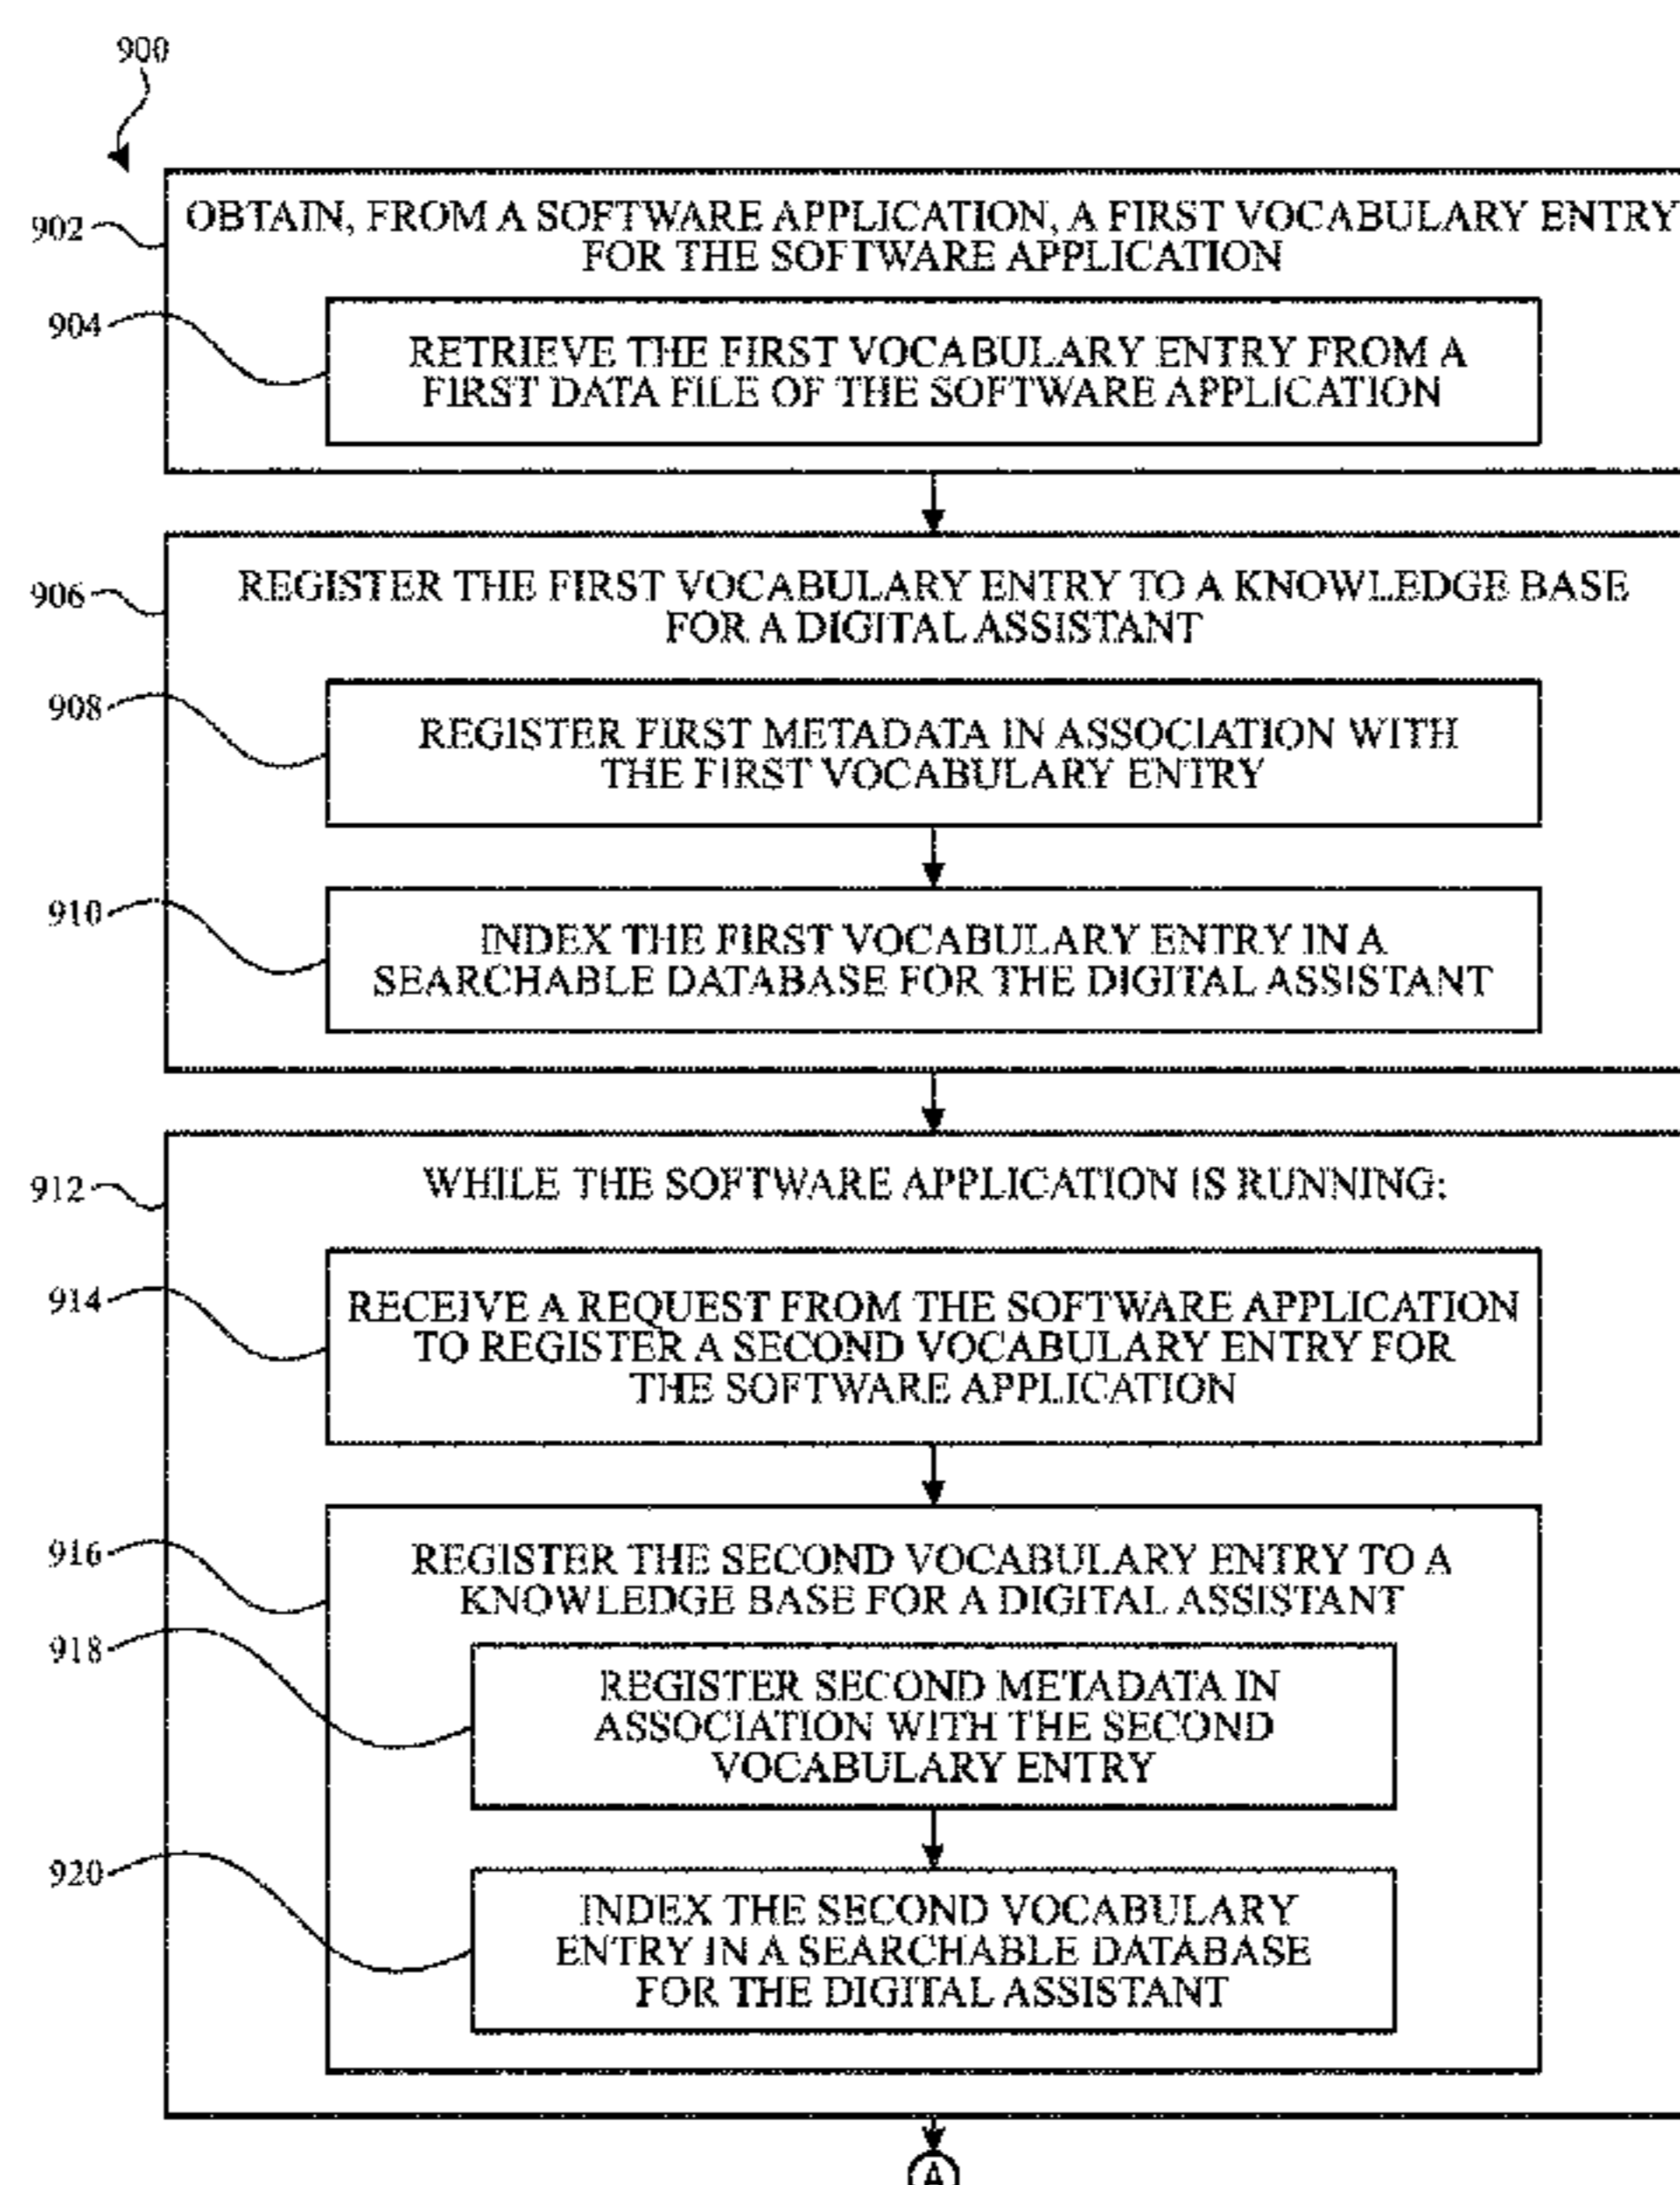 900
902
OBTAIN, FROM A SOFTWARE APPLICATION, A FIRST VOCABULARY ENTRY
FOR THE SOFTWARE APPLICATION
904
RETRIEVE THE FIRST VOCABULARY ENTRY FROM A
FIRST DATA FILE OF THE SOFTWARE APPLICATION
906
REGISTER THE FIRST VOCABULARY ENTRY TO A KNOWLEDGE BASE
FOR A DIGITAL ASSISTANT
908
REGISTER FIRST METADATA IN ASSOCIATION WITH
THE FIRST VOCABULARY ENTRY
910
INDEX THE FIRST VOCABULARY ENTRY IN A
SEARCHABLE DATABASE FOR THE DIGITAL ASSISTANT
912
WHILE THE SOFTWARE APPLICATION IS RUNNING:
914
RECEIVE A REQUEST FROM THE SOFTWARE APPLICATION
TO REGISTER A SECOND VOCABULARY ENTRY FOR
THE SOFTWARE APPLICATION
916
REGISTER THE SECOND VOCABULARY ENTRY TO A
KNOWLEDGE BASE FOR A DIGITAL ASSISTANT
918
REGISTER SECOND METADATA IN
ASSOCIATION WITH THE SECOND
VOCABULARY ENTRY
920
INDEX THE SECOND VOCABULARY
ENTRY IN A SEARCHABLE DATABASE
FOR THE DIGITAL ASSISTANT
A